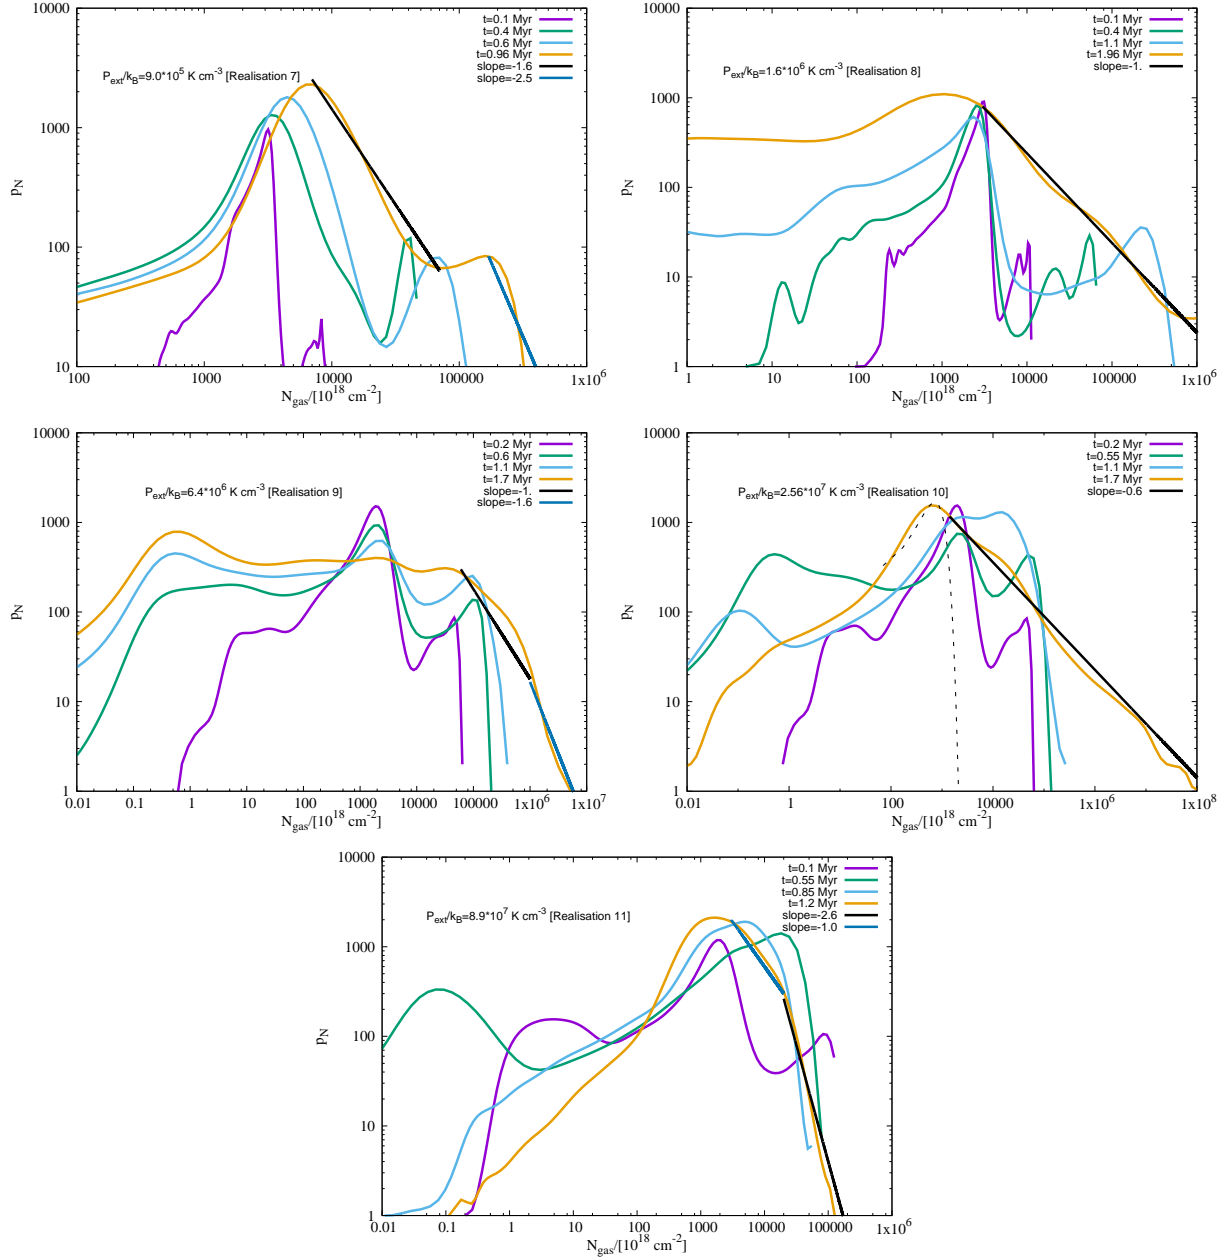 10000
1000
100
10
p_N
t=0.1 Myr
t=0.4 Myr
t=0.6 Myr
t=0.96 Myr
slope=-1.6
slope=-2.5
P_ext/k_B=9.0*10^5 K cm^-3 [Realisation 7]
100 1000 10000 100000 1x10^6
N_gas/[10^18 cm^-2]
10000
1000
100
10
1
p_N
t=0.1 Myr
t=0.4 Myr
t=1.1 Myr
t=1.96 Myr
slope=-1.
P_ext/k_B=1.6*10^6 K cm^-3 [Realisation 8]
1 10 100 1000 10000 100000 1x10^6
N_gas/[10^18 cm^-2]
10000
1000
100
10
1
p_N
t=0.2 Myr
t=0.6 Myr
t=1.1 Myr
t=1.7 Myr
slope=-1.
slope=-1.6
P_ext/k_B=6.4*10^6 K cm^-3 [Realisation 9]
0.01 0.1 1 10 100 1000 10000 100000 1x10^6 1x10^7
N_gas/[10^18 cm^-2]
10000
1000
100
10
1
p_N
t=0.2 Myr
t=0.55 Myr
t=1.1 Myr
t=1.7 Myr
slope=-0.6
P_ext/k_B=2.56*10^7 K cm^-3 [Realisation 10]
0.01 1 100 10000 1x10^6 1x10^8
N_gas/[10^18 cm^-2]
10000
1000
100
10
1
p_N
t=0.1 Myr
t=0.55 Myr
t=0.85 Myr
t=1.2 Myr
slope=-2.6
slope=-1.0
P_ext/k_B=8.9*10^7 K cm^-3 [Realisation 11]
0.01 0.1 1 10 100 1000 10000 100000 1x10^6
N_gas/[10^18 cm^-2]